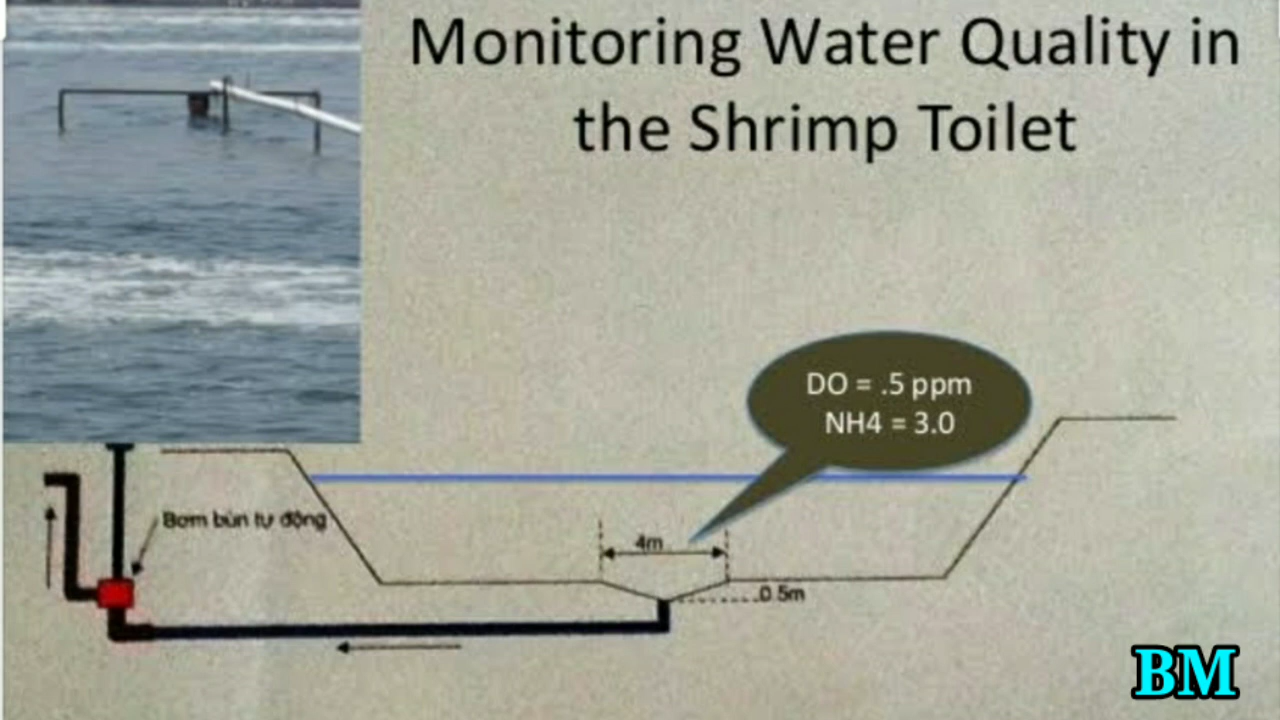 Monitoring Water Quality in
the Shrimp Toilet
DO = .5 ppm
NH4 = 3.0
Bơm bùn tự động
4m
0.5m
BM